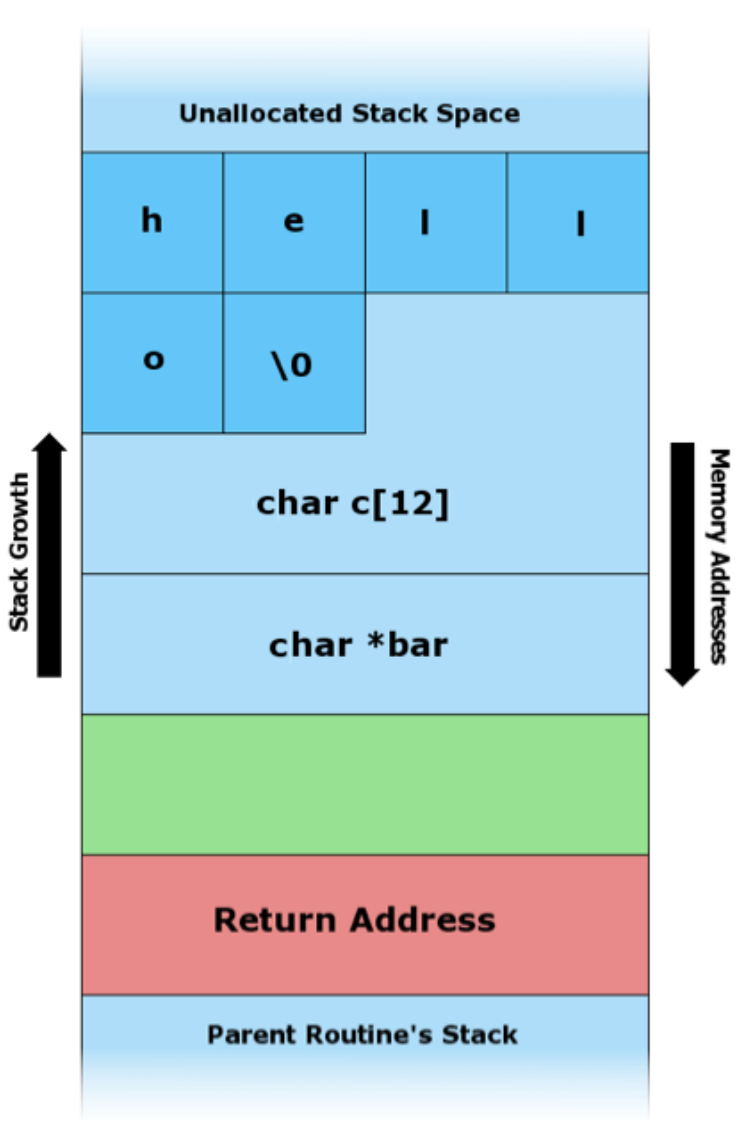 Unallocated Stack Space
h e l l
o \0
Stack Growth
Memory Addresses
char c[12]
char *bar
Return Address
Parent Routine's Stack